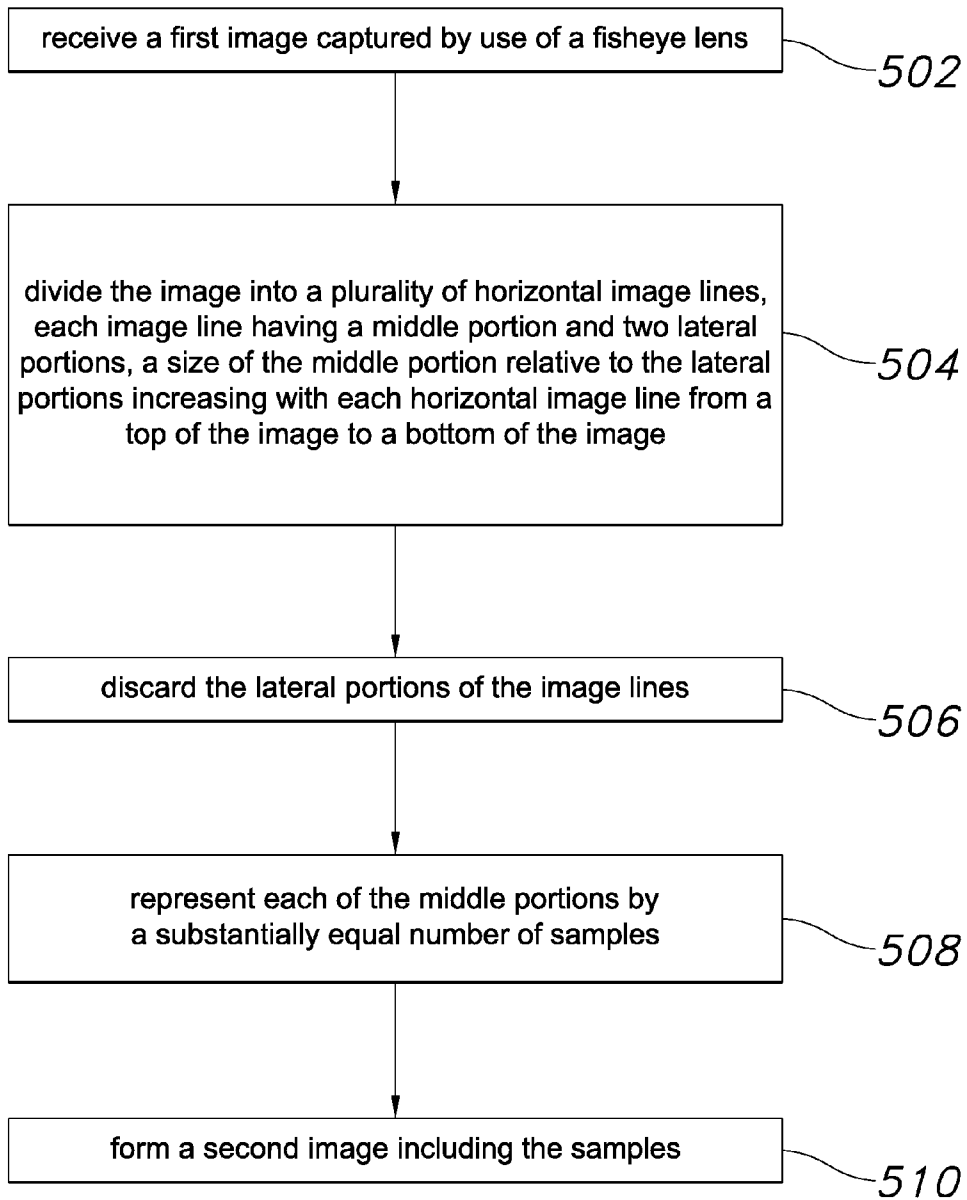 receive a first image captured by use of a fisheye lens
502
divide the image into a plurality of horizontal image lines,
each image line having a middle portion and two lateral
portions, a size of the middle portion relative to the lateral
portions increasing with each horizontal image line from a
top of the image to a bottom of the image
504
discard the lateral portions of the image lines
506
represent each of the middle portions by
a substantially equal number of samples
508
form a second image including the samples
510